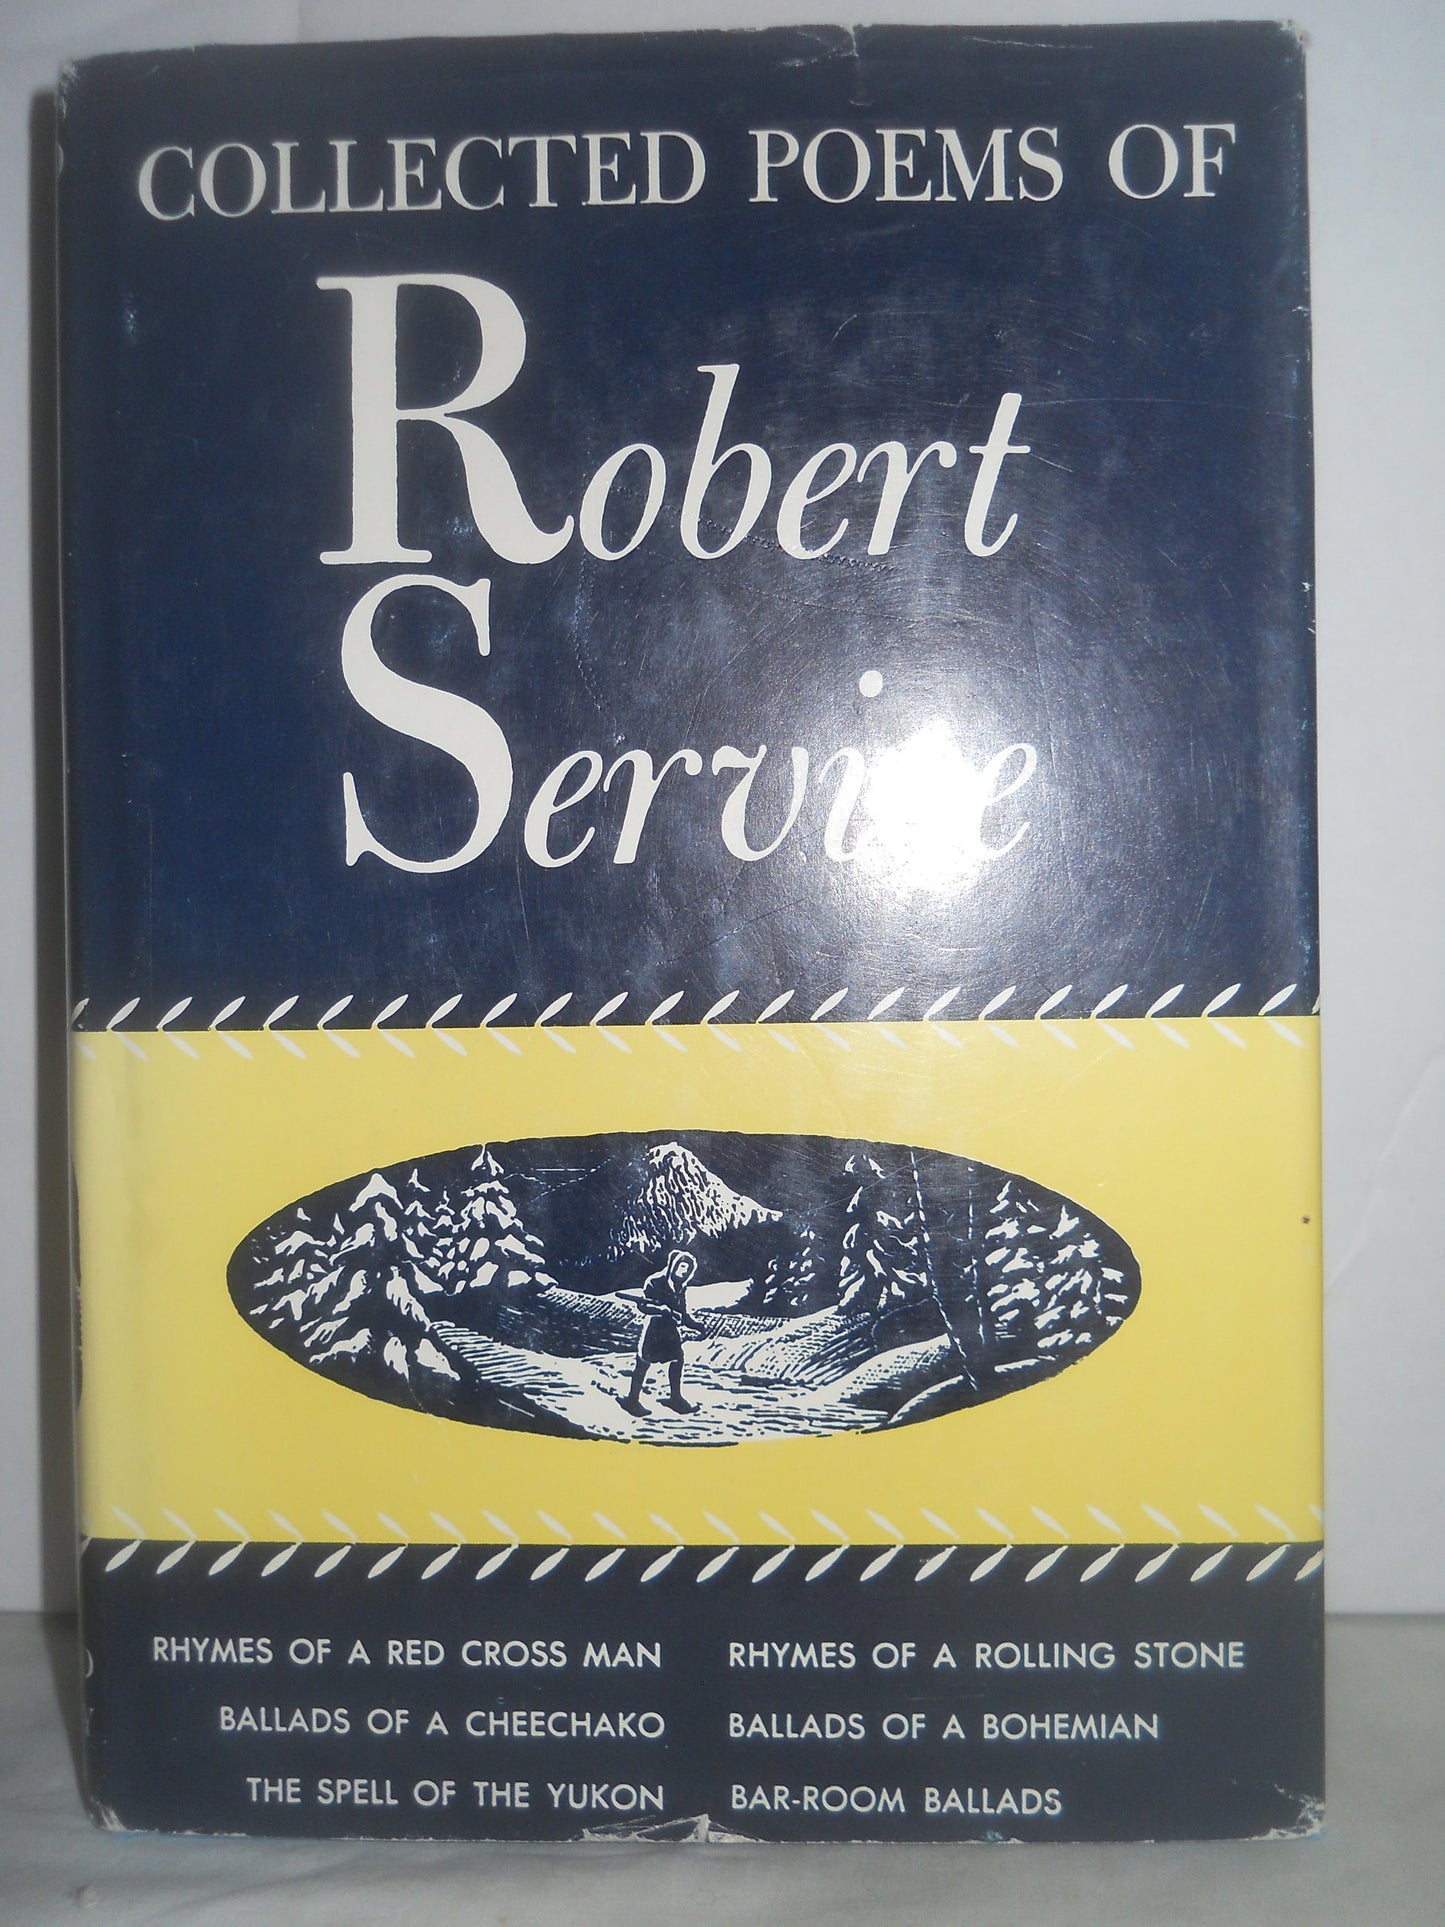 COLLECTED POEMS OF
Robert
Service
RHYMES OF A RED CROSS MAN
BALLADS OF A CHEECHAKO
THE SPELL OF THE YUKON
RHYMES OF A ROLLING STONE
BALLADS OF A BOHEMIAN
BAR-ROOM BALLADS